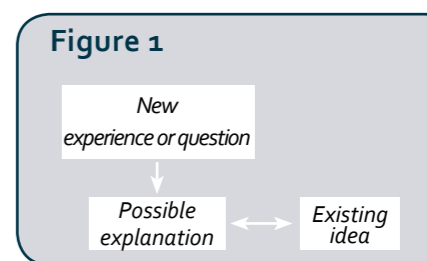 Figure 1
New
experience or question
Possible
explanation
Existing
idea